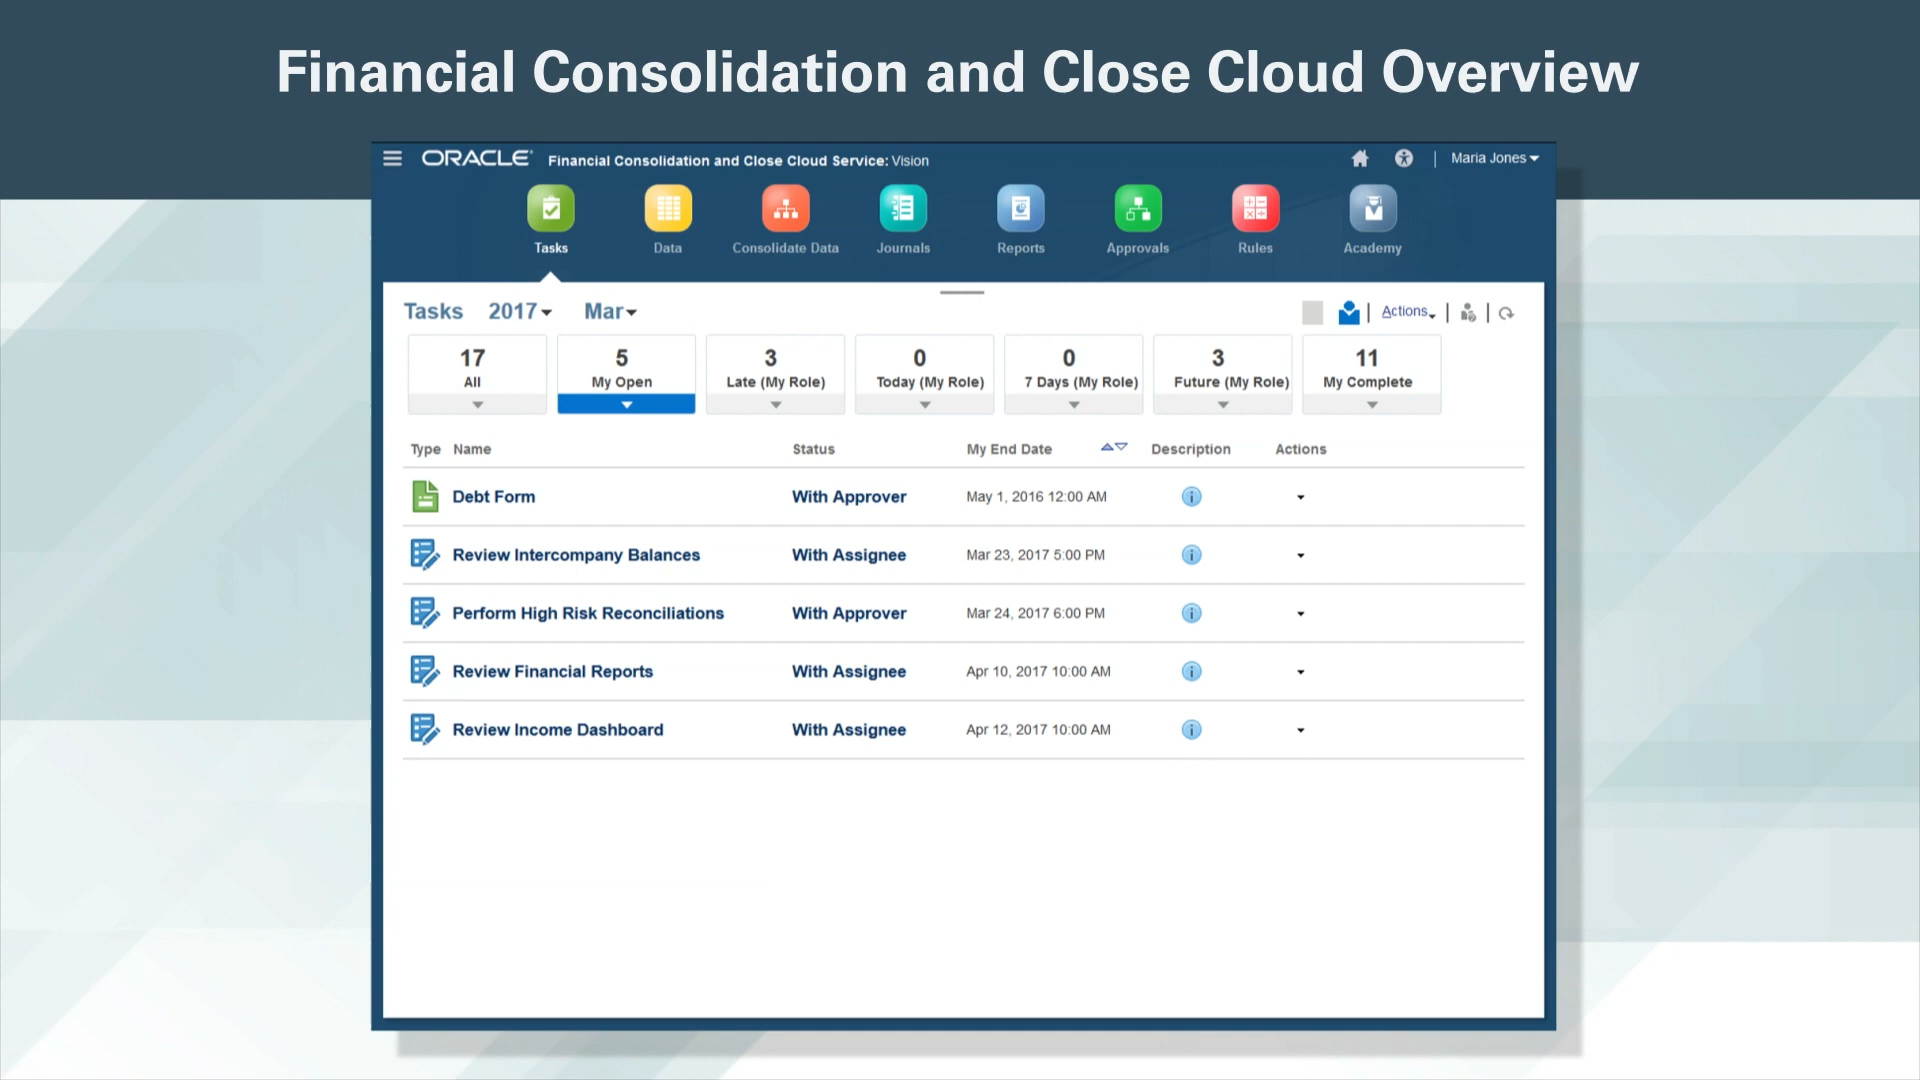 Financial Consolidation and Close Cloud Overview
ORACLE Financial Consolidation and Close Cloud Service: Vision
Maria Jones
Tasks Data Consolidate Data Journals Reports Approvals Rules Academy
Tasks 2017 Mar
Actions
17 5 3 0 0 3 11
All My Open Late (My Role) Today (My Role) 7 Days (My Role) Future (My Role) My Complete
Type Name Status My End Date Description Actions
Debt Form With Approver May 1, 2016 12:00 AM
Review Intercompany Balances With Assignee Mar 23, 2017 5:00 PM
Perform High Risk Reconciliations With Approver Mar 24, 2017 6:00 PM
Review Financial Reports With Assignee Apr 10, 2017 10:00 AM
Review Income Dashboard With Assignee Apr 12, 2017 10:00 AM